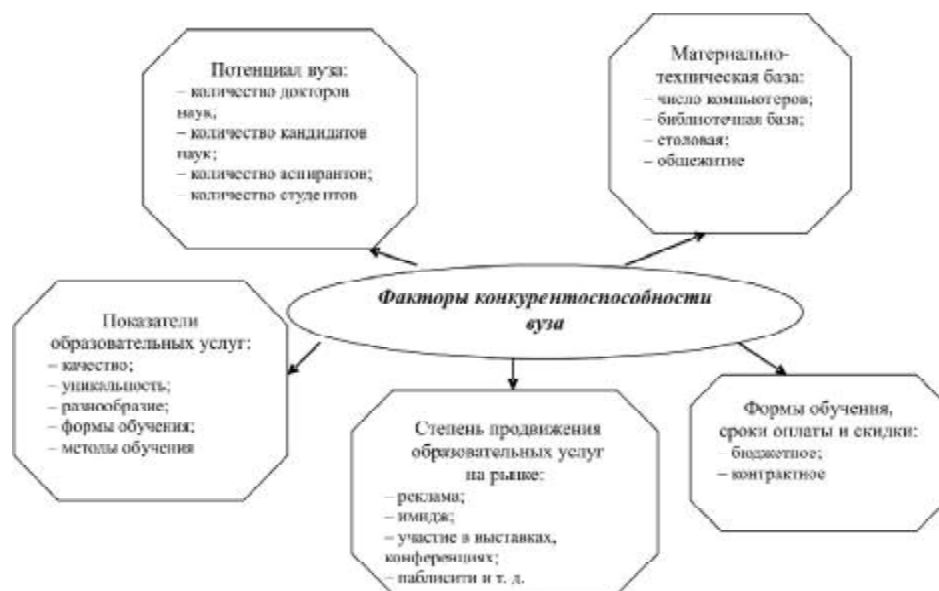 Потенциал вуза:
– количество докторов
наук;
– количество кандидатов
наук;
– количество аспирантов;
– количество студентов
Материально-
техническая база:
– число компьютеров;
– библиотечная база;
– столовая;
– общежитие
Факторы конкурентоспособности
вуза
Показатели
образовательных услуг:
– качество;
– уникальность;
– разнообразие;
– формы обучения;
– методы обучения
Степень продвижения
образовательных услуг
на рынке:
– реклама;
– имидж;
– участие в выставках,
конференциях;
– паблисити и т. д.
Формы обучения,
сроки оплаты и скидки:
– бюджетное;
– контрактное